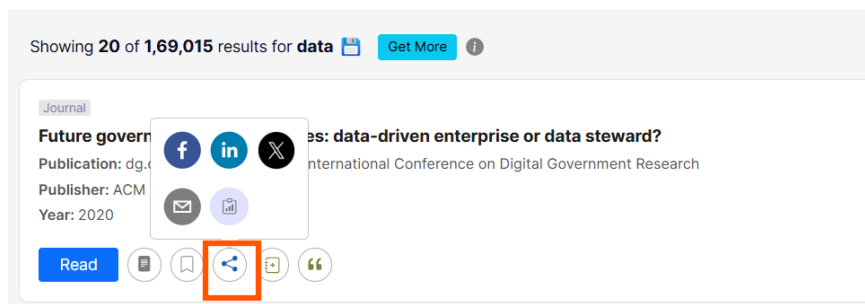 Showing 20 of 1,69,015 results for data Get More
Journal
Future govern es: data-driven enterprise or data steward?
Publication: dg. nternational Conference on Digital Government Research
Publisher: ACM
Year: 2020
Read